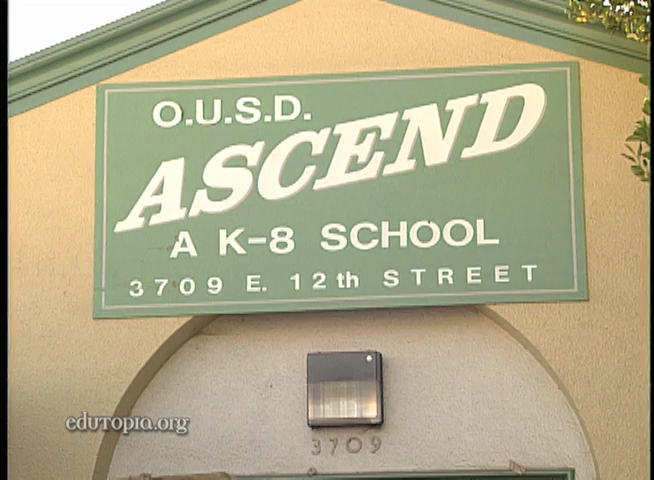 O.U.S.D.
ASCEND
A K-8 SCHOOL
3709 E. 12th STREET
3709
edutopia.org